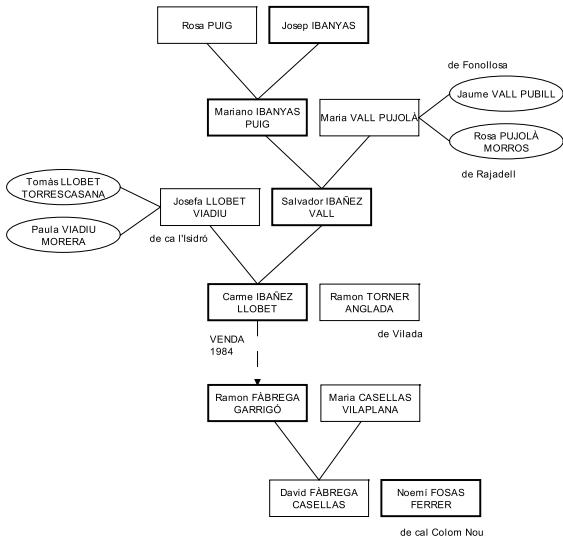 Rosa PUIG
Josep IBANYAS
de Fonollosa
Jaume VALL PUBILL
Mariano IBANYAS
PUIG
Maria VALL PUJOLÀ
Rosa PUJOLÀ
MORROS
de Rajadell
Tomàs LLOBET
TORRESCASANA
Josefa LLOBET
VIADIU
Salvador IBAÑEZ
VALL
Paula VIADIU
MORERA
de ca l'Isidró
Carme IBAÑEZ
LLOBET
Ramon TORNER
ANGLADA
de Vilada
VENDA
1984
Ramon FÀBREGA
GARRIGÓ
Maria CASELLAS
VILAPLANA
David FÀBREGA
CASELLAS
Noemí FOSAS
FERRER
de cal Colom Nou